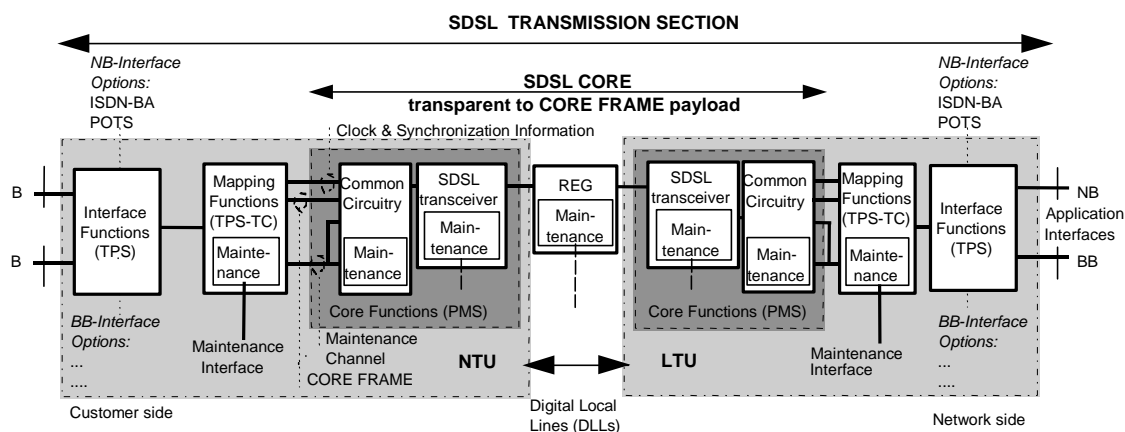 SDSL TRANSMISSION SECTION
NB-Interface
Options:
ISDN-BA
POTS
SDSL CORE
transparent to CORE FRAME payload
NB-Interface
Options:
ISDN-BA
POTS
Clock & Synchronization Information
B
B
Interface
Functions
(TPS)
Mapping
Functions
(TPS-TC)
Mainte-
nance
Common
Circuitry
Main-
tenance
SDSL
transceiver
Main-
tenance
REG
Main-
tenance
SDSL
transceiver
Main-
tenance
Common
Circuitry
Main-
tenance
Mapping
Functions
(TPS-TC)
Mainte-
nance
Interface
Functions
(TPS)
NB
Application
Interfaces
BB
Core Functions (PMS)
Core Functions (PMS)
BB-Interface
Options:
...
....
Maintenance
Interface
Maintenance
Channel
CORE FRAME
NTU
LTU
Maintenance
Interface
BB-Interface
Options:
...
....
Customer side
Digital Local
Lines (DLLs)
Network side